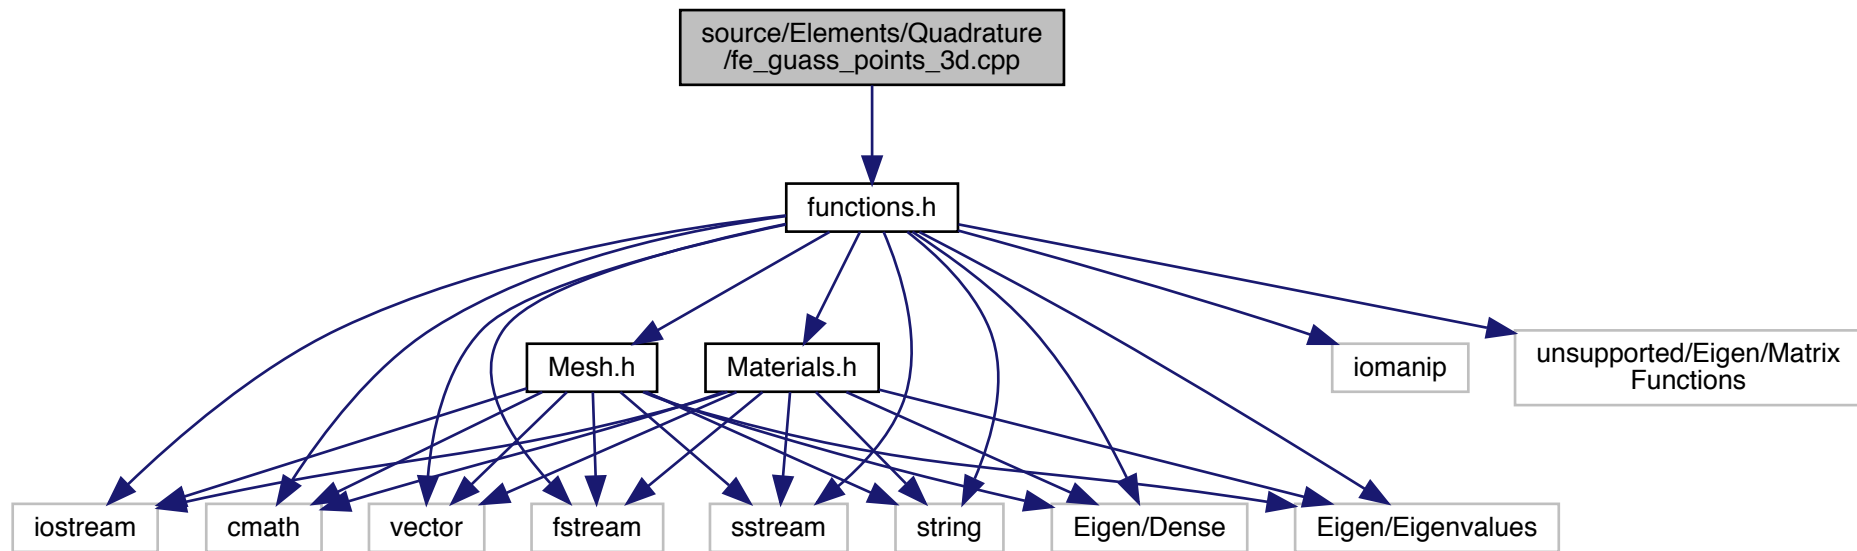 source/Elements/Quadrature
/fe_guass_points_3d.cpp
functions.h
Mesh.h
Materials.h
iomanip
unsupported/Eigen/Matrix
Functions
iostream
cmath
vector
fstream
sstream
string
Eigen/Dense
Eigen/Eigenvalues